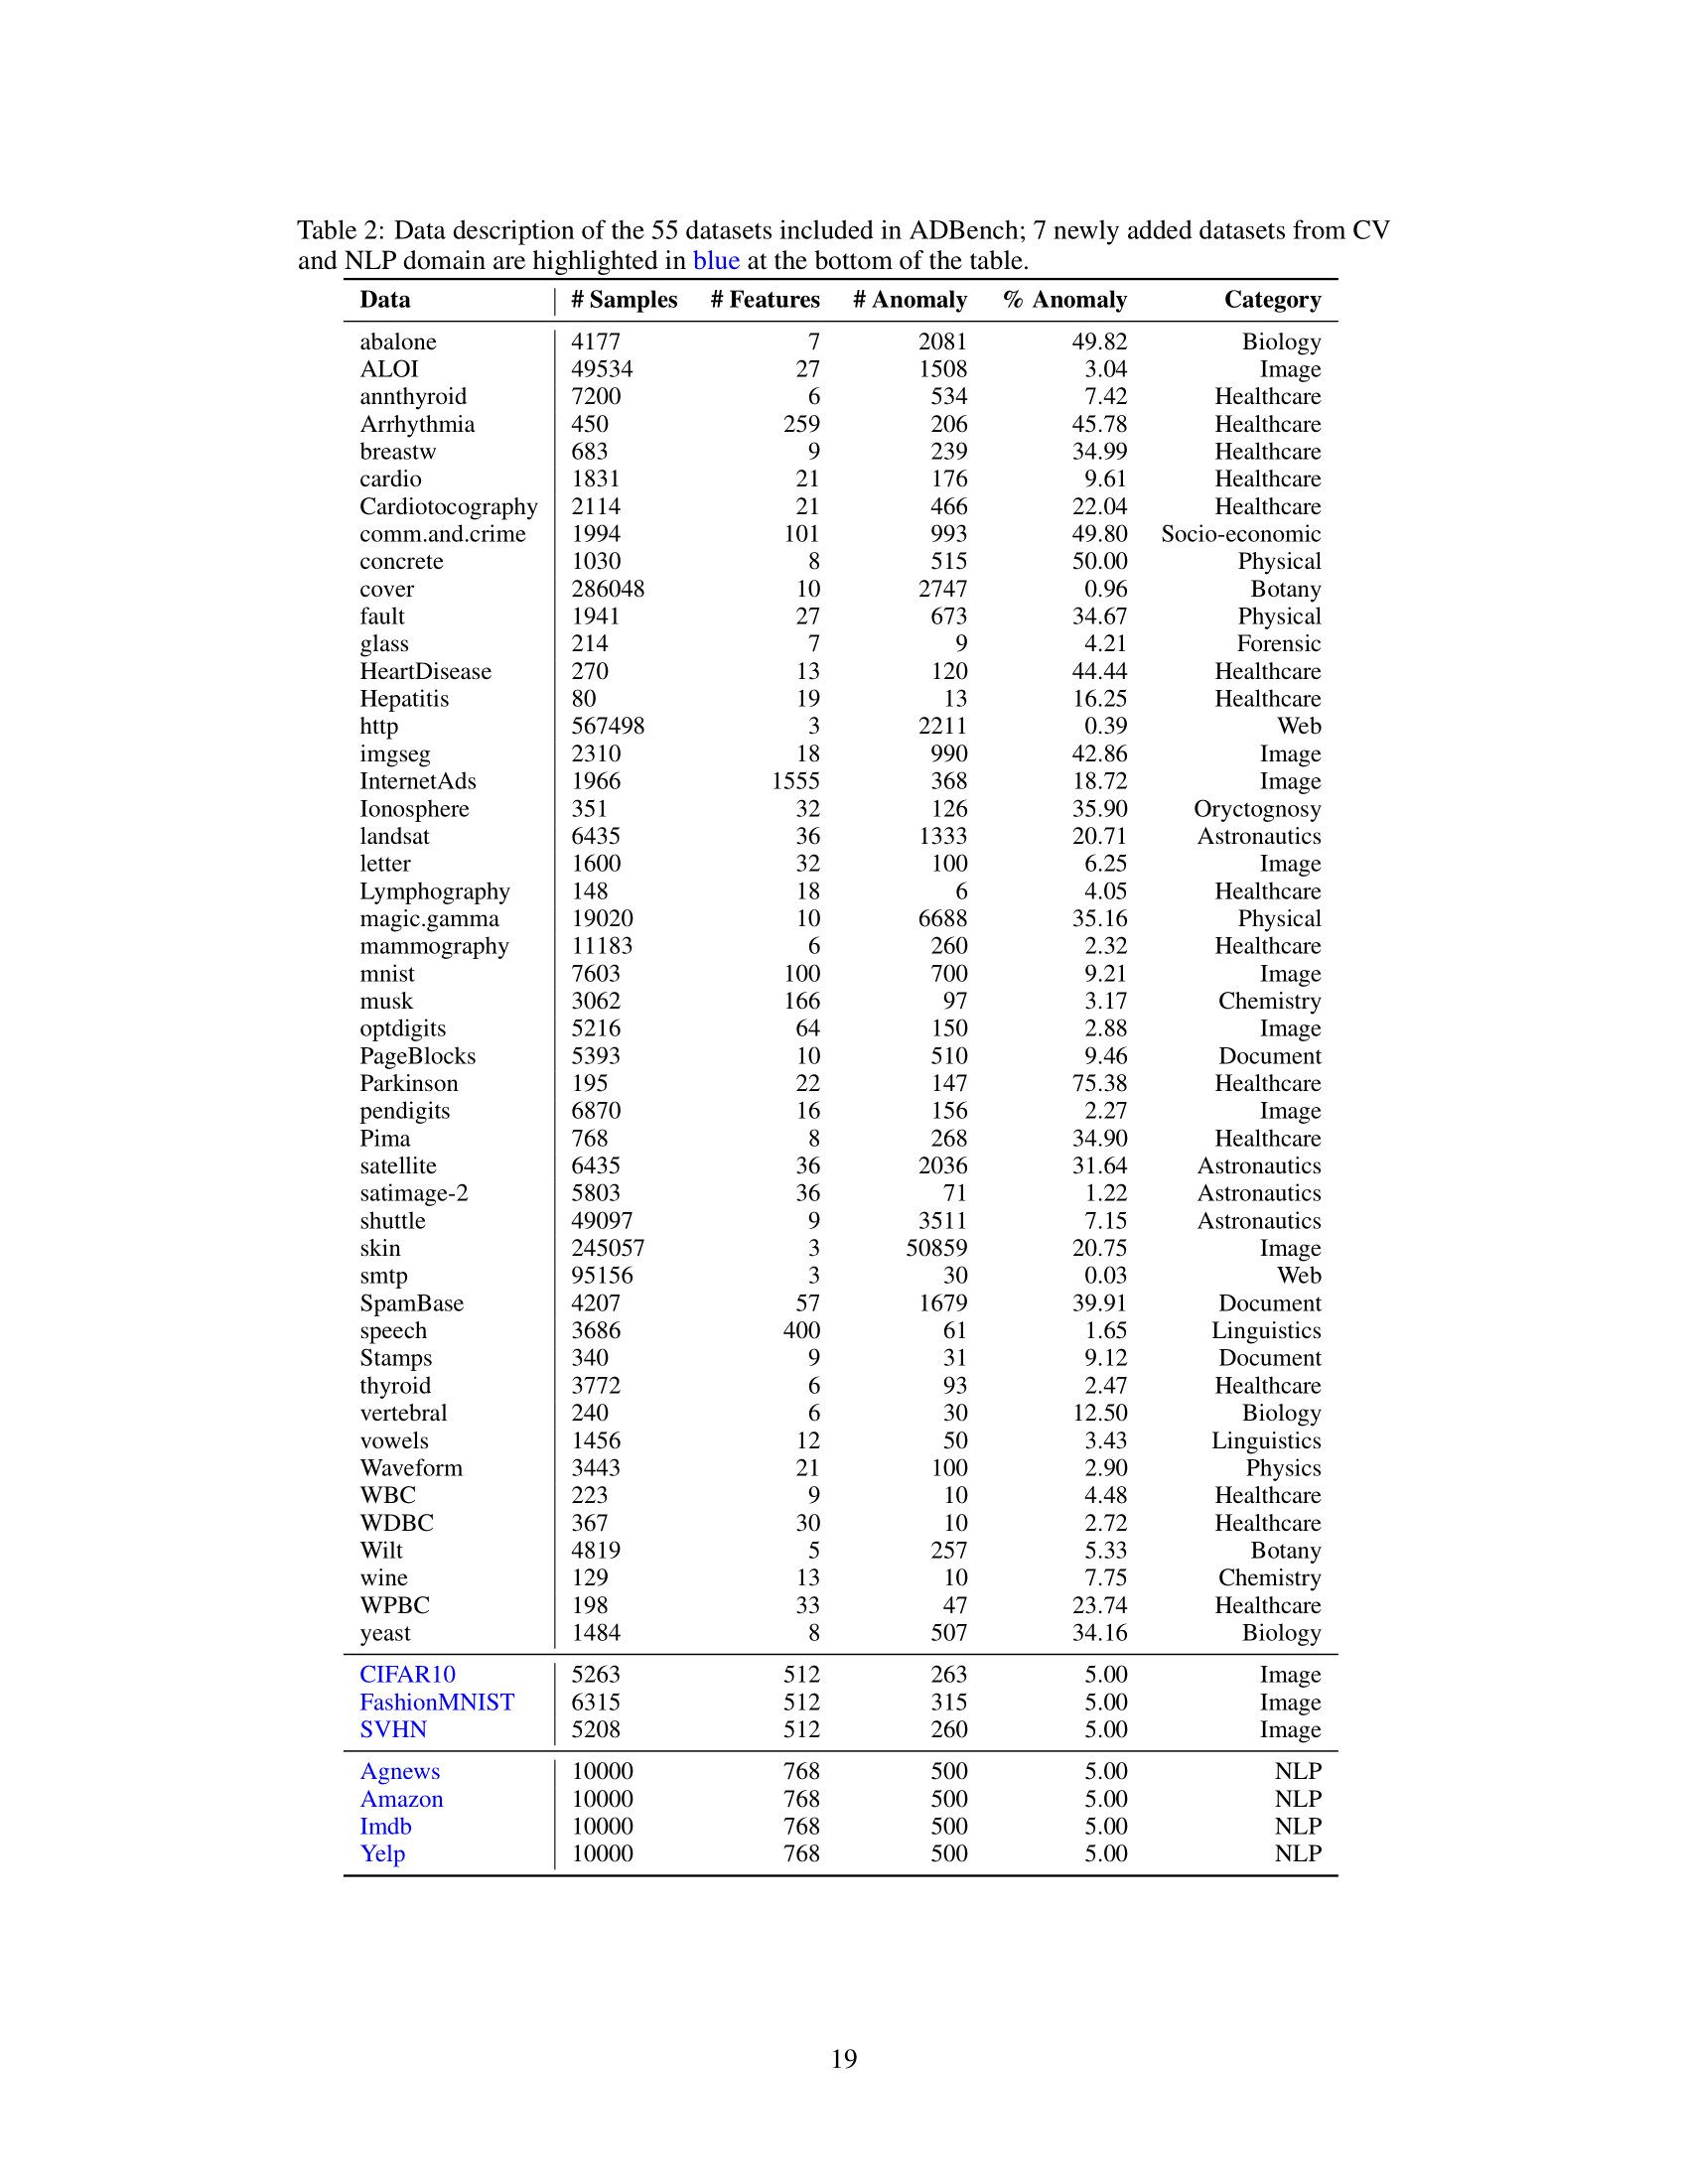 Table 2: Data description of the 55 datasets included in ADBench; 7 newly added datasets from CV
and NLP domain are highlighted in blue at the bottom of the table.
Data # Samples # Features # Anomaly % Anomaly Category
abalone 4177 7 2081 49.82 Biology
ALOI 49534 27 1508 3.04 Image
annthyroid 7200 6 534 7.42 Healthcare
Arrhythmia 450 259 206 45.78 Healthcare
breastw 683 9 239 34.99 Healthcare
cardio 1831 21 176 9.61 Healthcare
Cardiotocography 2114 21 466 22.04 Healthcare
comm.and.crime 1994 101 993 49.80 Socio-economic
concrete 1030 8 515 50.00 Physical
cover 286048 10 2747 0.96 Botany
fault 1941 27 673 34.67 Physical
glass 214 7 9 4.21 Forensic
HeartDisease 270 13 120 44.44 Healthcare
Hepatitis 80 19 13 16.25 Healthcare
http 567498 3 2211 0.39 Web
imgseg 2310 18 990 42.86 Image
InternetAds 1966 1555 368 18.72 Image
Ionosphere 351 32 126 35.90 Oryctognosy
landsat 6435 36 1333 20.71 Astronautics
letter 1600 32 100 6.25 Image
Lymphography 148 18 6 4.05 Healthcare
magic.gamma 19020 10 6688 35.16 Physical
mammography 11183 6 260 2.32 Healthcare
mnist 7603 100 700 9.21 Image
musk 3062 166 97 3.17 Chemistry
optdigits 5216 64 150 2.88 Image
PageBlocks 5393 10 510 9.46 Document
Parkinson 195 22 147 75.38 Healthcare
pendigits 6870 16 156 2.27 Image
Pima 768 8 268 34.90 Healthcare
satellite 6435 36 2036 31.64 Astronautics
satimage-2 5803 36 71 1.22 Astronautics
shuttle 49097 9 3511 7.15 Astronautics
skin 245057 3 50859 20.75 Image
smtp 95156 3 30 0.03 Web
SpamBase 4207 57 1679 39.91 Document
speech 3686 400 61 1.65 Linguistics
Stamps 340 9 31 9.12 Document
thyroid 3772 6 93 2.47 Healthcare
vertebral 240 6 30 12.50 Biology
vowels 1456 12 50 3.43 Linguistics
Waveform 3443 21 100 2.90 Physics
WBC 223 9 10 4.48 Healthcare
WDBC 367 30 10 2.72 Healthcare
Wilt 4819 5 257 5.33 Botany
wine 129 13 10 7.75 Chemistry
WPBC 198 33 47 23.74 Healthcare
yeast 1484 8 507 34.16 Biology
CIFAR10 5263 512 263 5.00 Image
FashionMNIST 6315 512 315 5.00 Image
SVHN 5208 512 260 5.00 Image
Agnews 10000 768 500 5.00 NLP
Amazon 10000 768 500 5.00 NLP
Imdb 10000 768 500 5.00 NLP
Yelp 10000 768 500 5.00 NLP
19